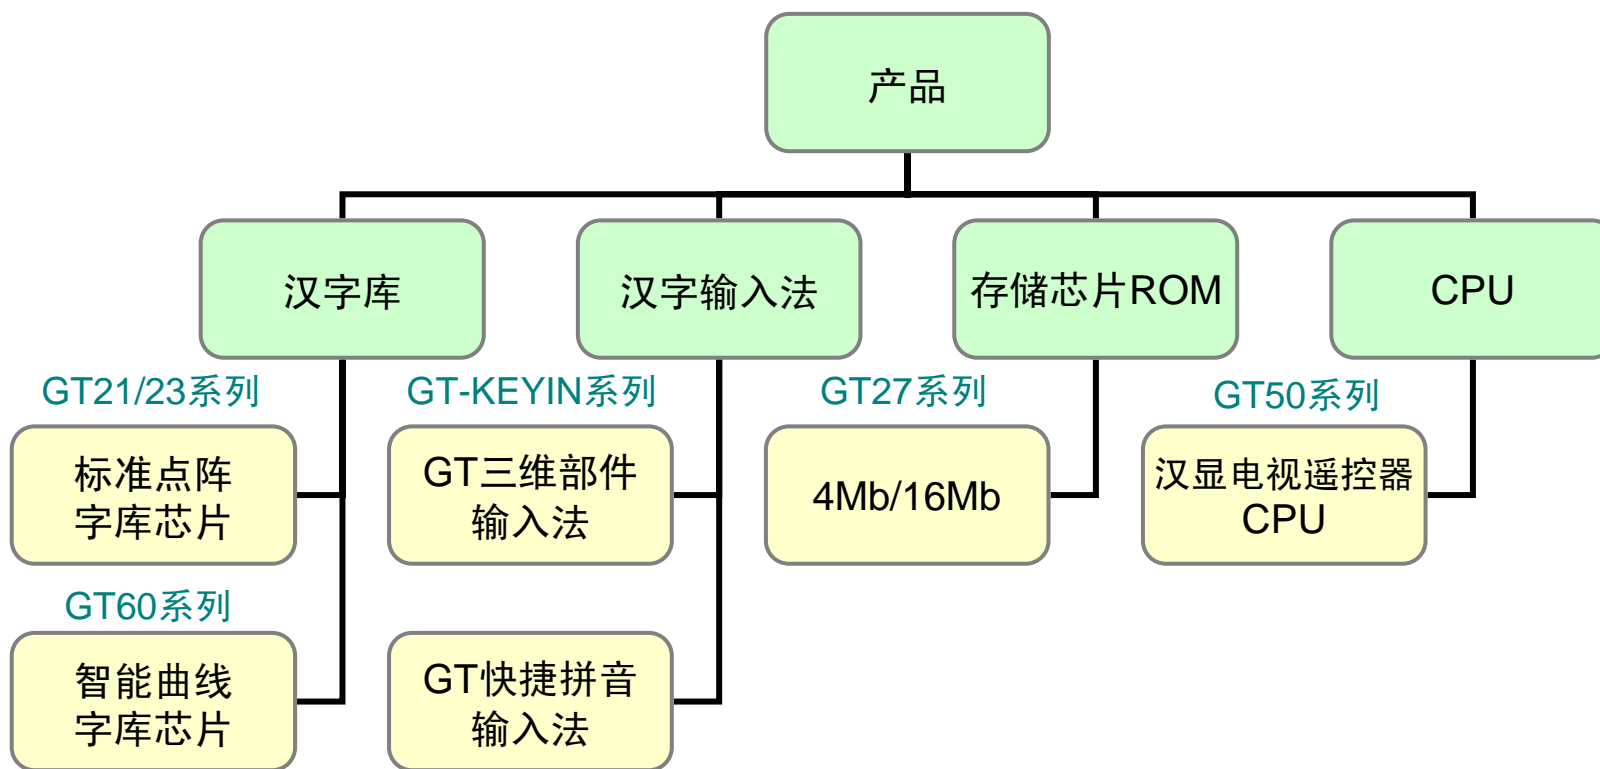 产品
汉字库
汉字输入法
存储芯片ROM
CPU
GT21/23系列
GT-KEYIN系列
GT27系列
GT50系列
标准点阵
字库芯片
GT三维部件
输入法
4Mb/16Mb
汉显电视遥控器
CPU
GT60系列
智能曲线
字库芯片
GT快捷拼音
输入法